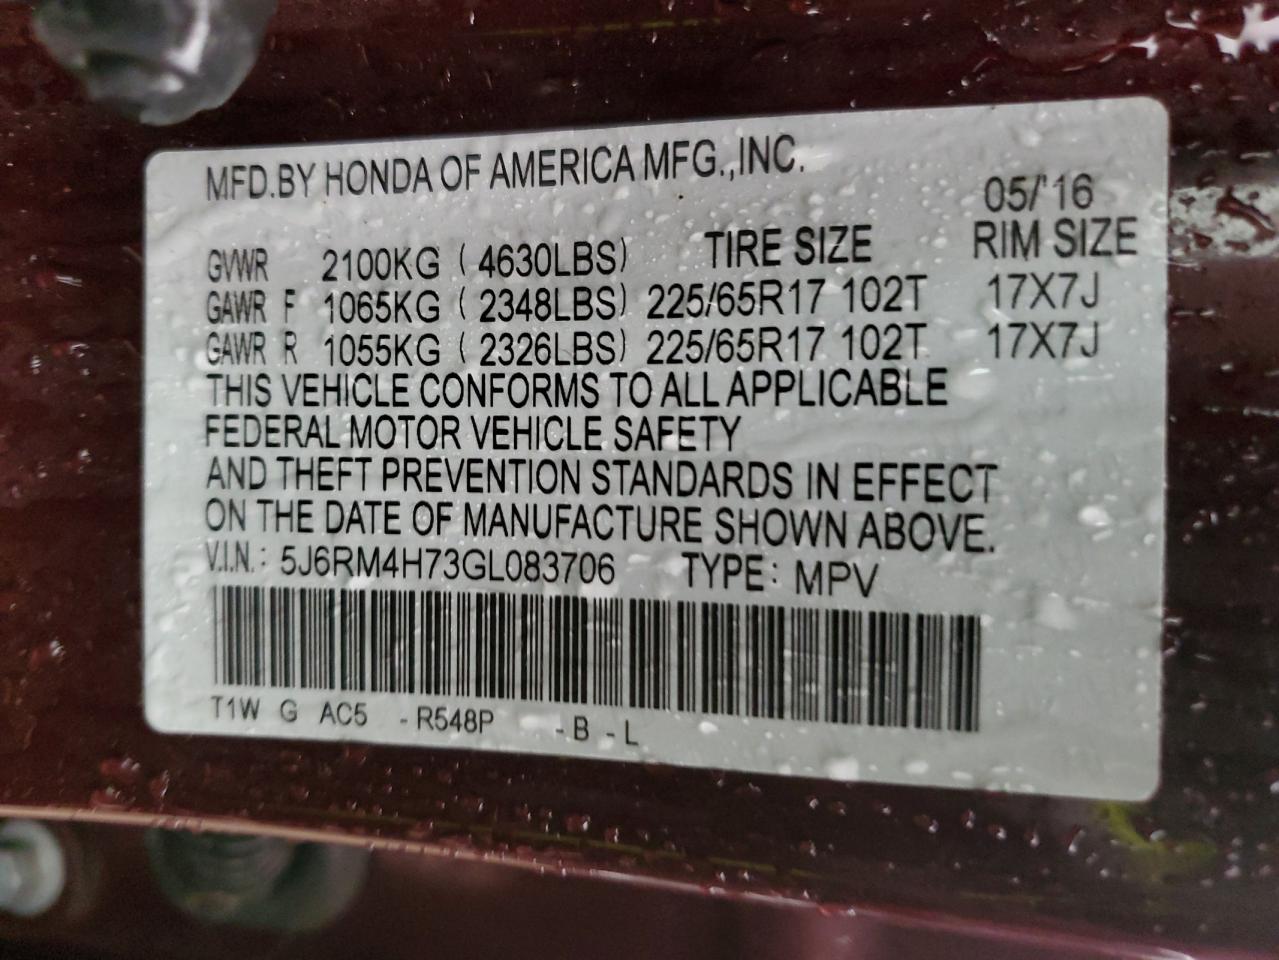 MFD. BY HONDA OF AMERICA MFG., INC.
05/'16
GVWR 2100KG ( 4630LBS) TIRE SIZE RIM SIZE
GAWR F 1065KG ( 2348LBS) 225/65R17 102T 17X7J
GAWR R 1055KG ( 2326LBS) 225/65R17 102T 17X7J
THIS VEHICLE CONFORMS TO ALL APPLICABLE
FEDERAL MOTOR VEHICLE SAFETY
AND THEFT PREVENTION STANDARDS IN EFFECT
ON THE DATE OF MANUFACTURE SHOWN ABOVE.
V.I.N.: 5J6RM4H73GL083706 TYPE: MPV
T1W G AC5 - R548P - B - L